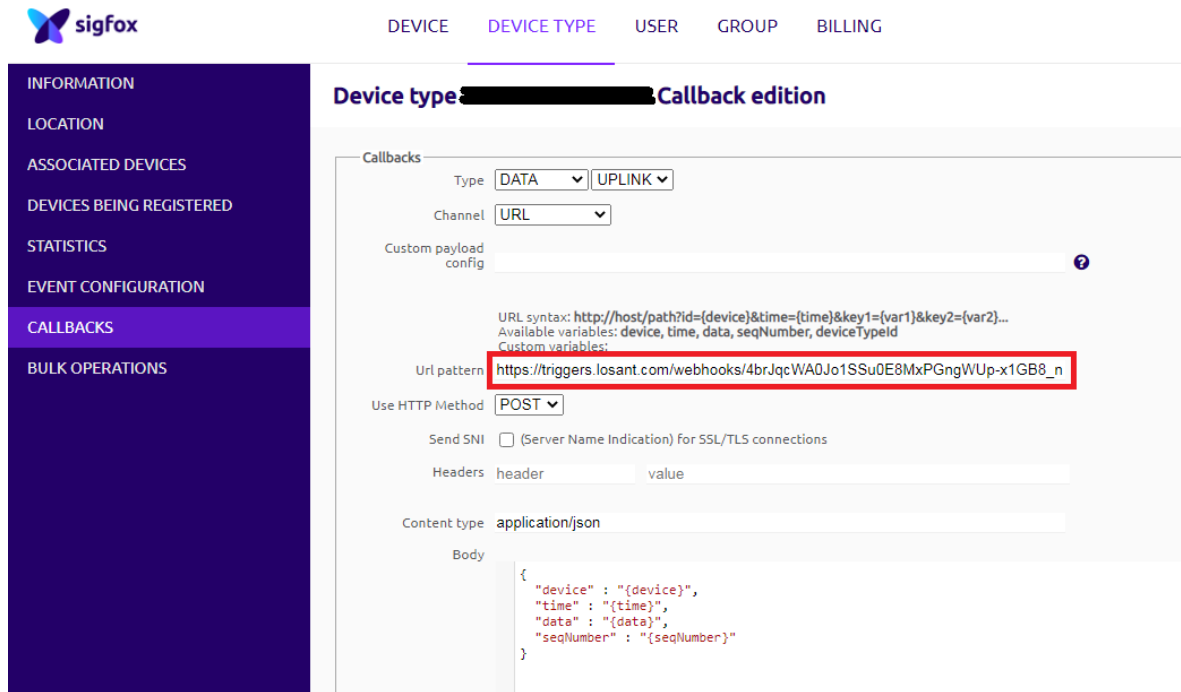 sigfox
DEVICE DEVICE TYPE USER GROUP BILLING
INFORMATION
LOCATION
ASSOCIATED DEVICES
DEVICES BEING REGISTERED
STATISTICS
EVENT CONFIGURATION
CALLBACKS
BULK OPERATIONS
Device type Callback edition
Callbacks
Type DATA UPLINK
Channel URL
Custom payload
config
?
URL syntax: http://host/path?id={device}&time={time}&key1={var1}&key2={var2}...
Available variables: device, time, data, seqNumber, deviceTypeId
Custom variables:
Url pattern https://triggers.losant.com/webhooks/4brJqcWA0Jo1SSu0E8MxPGngWUp-x1GB8_n
Use HTTP Method POST
Send SNI (Server Name Indication) for SSL/TLS connections
Headers header value
Content type application/json
Body
{
"device" : "{device}",
"time" : "{time}",
"data" : "{data}",
"seqNumber" : "{seqNumber}"
}